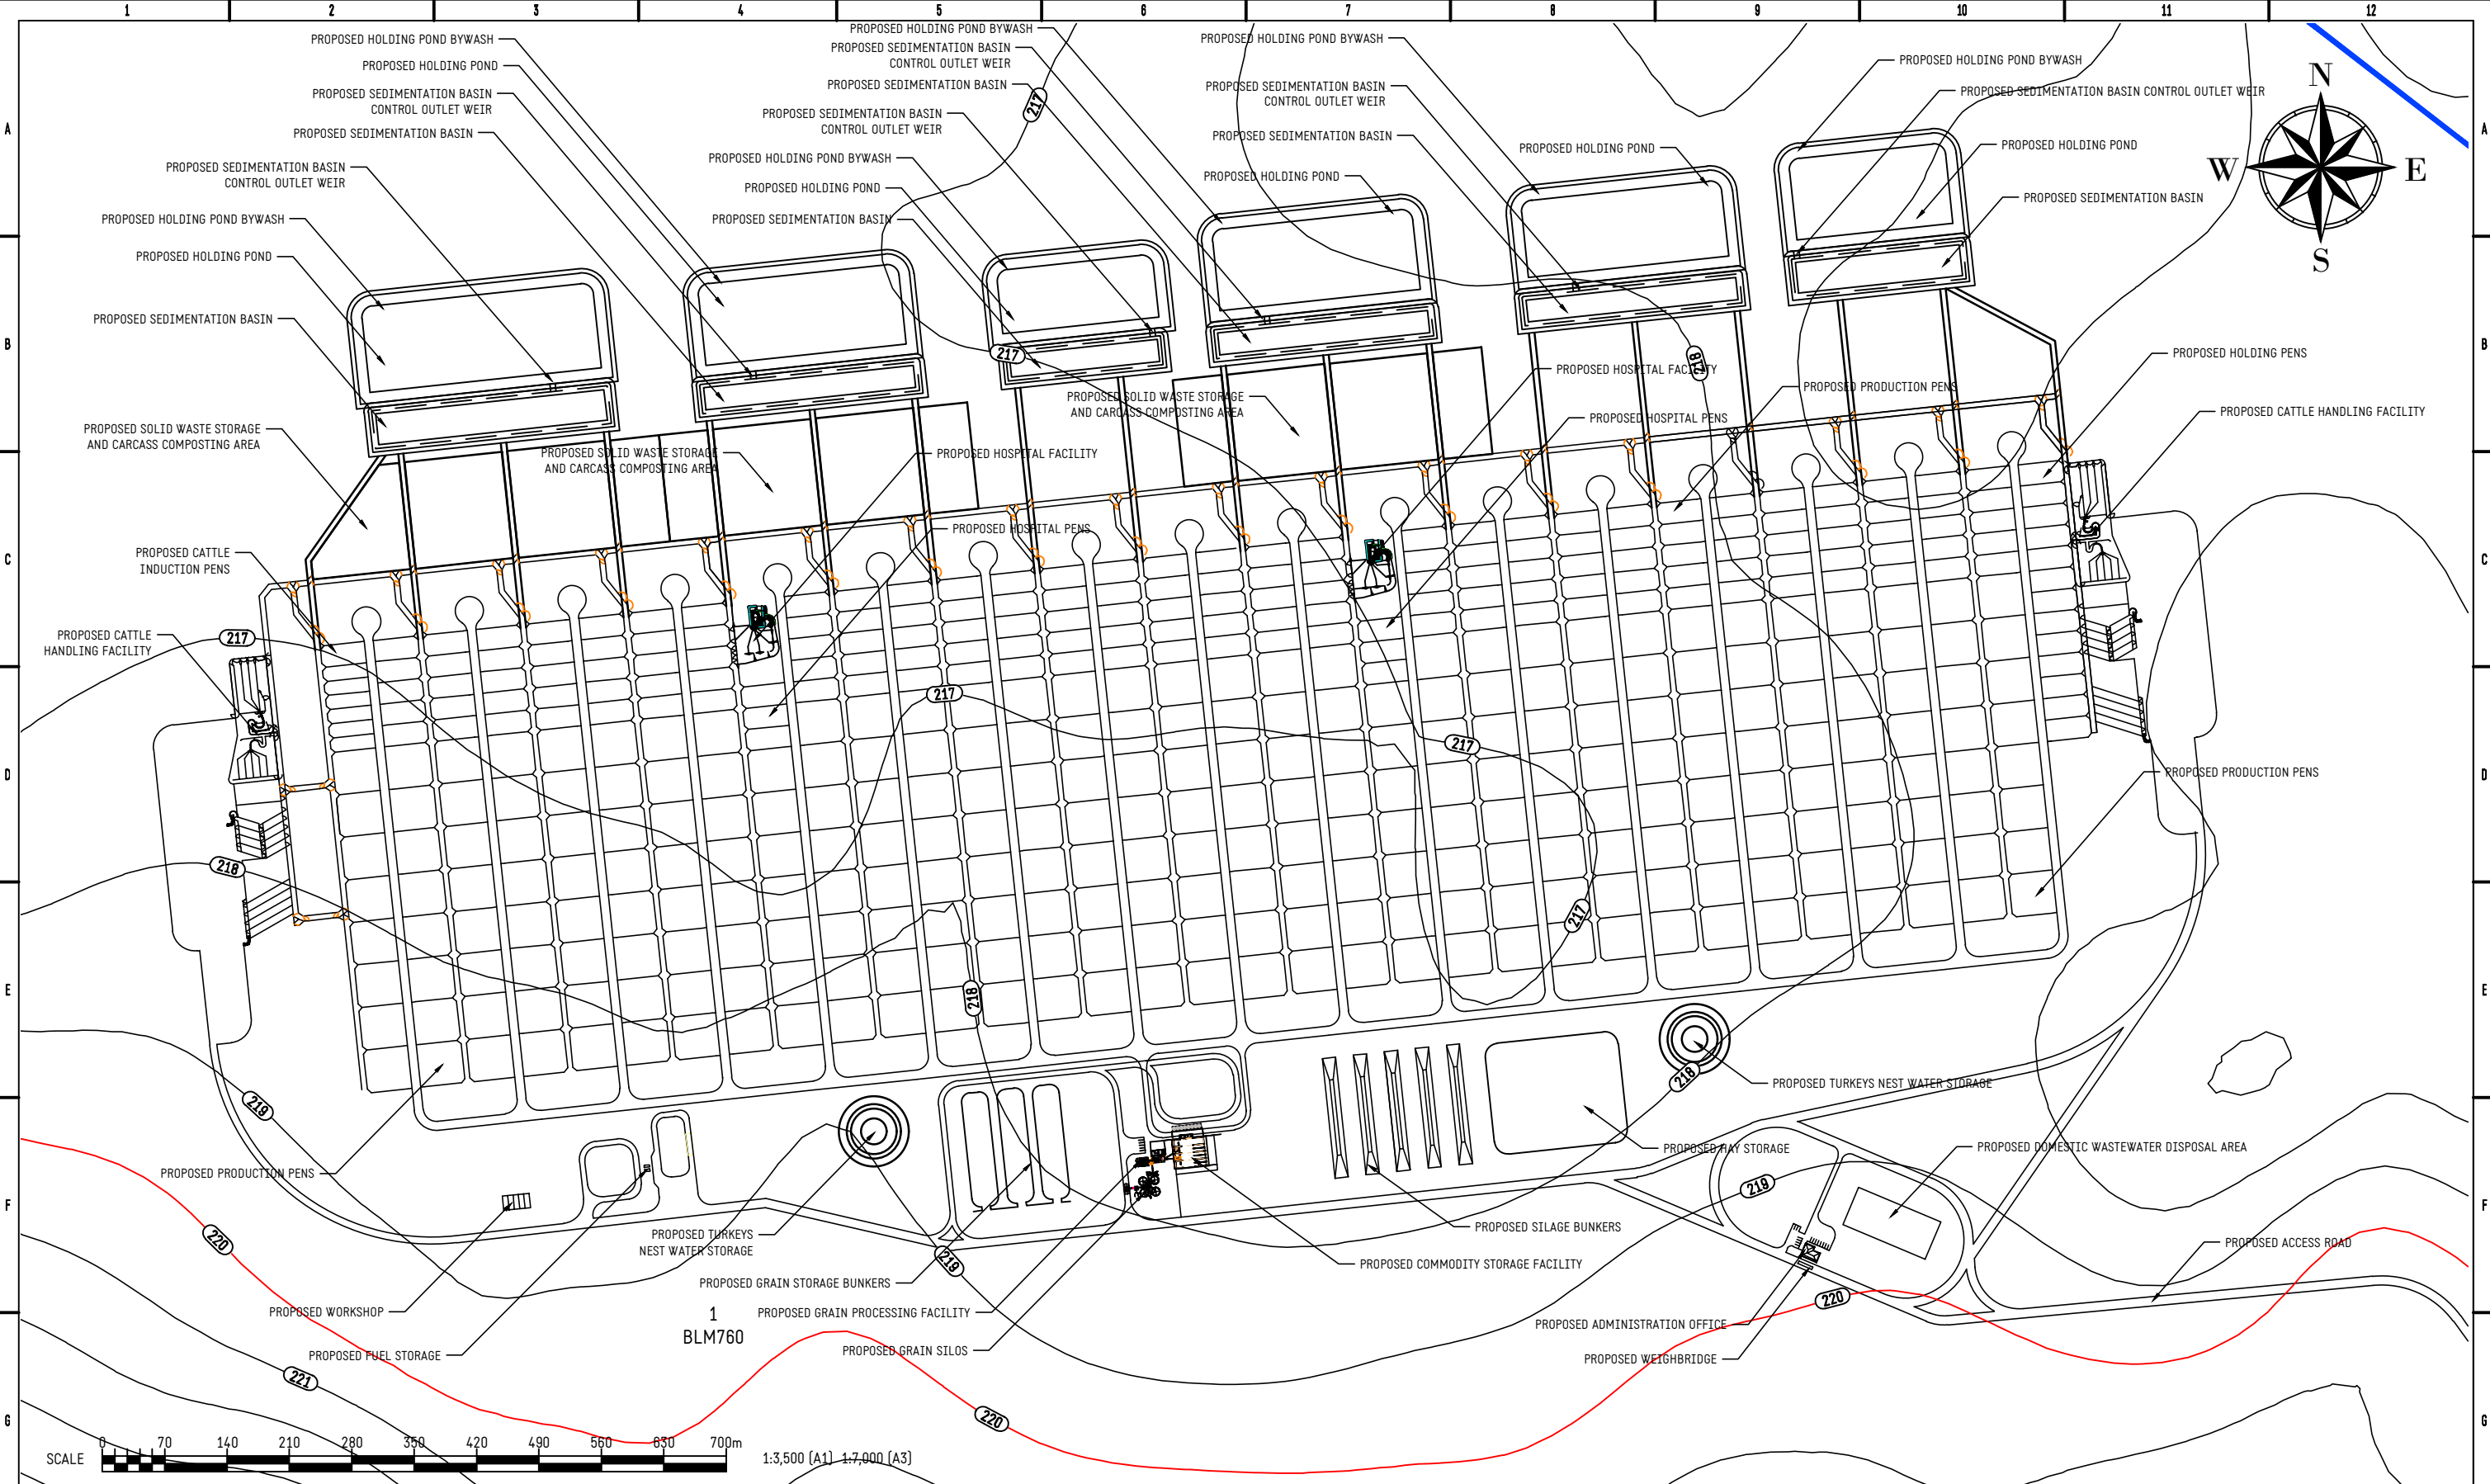 1 2 3 4 5 6 7 8 9 10 11 12
PROPOSED HOLDING POND BYWASH
PROPOSED HOLDING POND
PROPOSED SEDIMENTATION BASIN
CONTROL OUTLET WEIR
PROPOSED SEDIMENTATION BASIN
PROPOSED SEDIMENTATION BASIN
CONTROL OUTLET WEIR
PROPOSED HOLDING POND BYWASH
PROPOSED HOLDING POND
PROPOSED SEDIMENTATION BASIN
PROPOSED HOLDING POND BYWASH
PROPOSED SEDIMENTATION BASIN
CONTROL OUTLET WEIR
PROPOSED SEDIMENTATION BASIN
PROPOSED SEDIMENTATION BASIN
CONTROL OUTLET WEIR
PROPOSED HOLDING POND BYWASH
PROPOSED HOLDING POND
PROPOSED SEDIMENTATION BASIN
PROPOSED HOLDING POND BYWASH
PROPOSED SEDIMENTATION BASIN
CONTROL OUTLET WEIR
PROPOSED SEDIMENTATION BASIN
PROPOSED HOLDING POND
PROPOSED HOLDING POND
PROPOSED HOLDING POND BYWASH
PROPOSED SEDIMENTATION BASIN CONTROL OUTLET WEIR
PROPOSED HOLDING POND
PROPOSED SEDIMENTATION BASIN
N
W
E
S
A
A
217
B
B
217
218
PROPOSED SOLID WASTE STORAGE
AND CARCASS COMPOSTING AREA
PROPOSED SOLID WASTE STORAGE
AND CARCASS COMPOSTING AREA
PROPOSED SOLID WASTE STORAGE
AND CARCASS COMPOSTING AREA
PROPOSED HOSPITAL FACILITY
PROPOSED HOSPITAL PENS
PROPOSED HOSPITAL FACILITY
PROPOSED HOSPITAL PENS
PROPOSED PRODUCTION PENS
PROPOSED HOLDING PENS
PROPOSED CATTLE HANDLING FACILITY
C
C
PROPOSED CATTLE
INDUCTION PENS
PROPOSED CATTLE
HANDLING FACILITY
217
217
217
D
D
PROPOSED PRODUCTION PENS
218
217
E
E
218
218
219
PROPOSED TURKEYS NEST WATER STORAGE
PROPOSED HAY STORAGE
PROPOSED DOMESTIC WASTEWATER DISPOSAL AREA
PROPOSED PRODUCTION PENS
F
F
219
220
PROPOSED TURKEYS
NEST WATER STORAGE
219
PROPOSED SILAGE BUNKERS
PROPOSED ACCESS ROAD
PROPOSED COMMODITY STORAGE FACILITY
PROPOSED GRAIN STORAGE BUNKERS
PROPOSED WORKSHOP
1
BLM760
PROPOSED GRAIN PROCESSING FACILITY
220
PROPOSED ADMINISTRATION OFFICE
PROPOSED FUEL STORAGE
PROPOSED GRAIN SILOS
PROPOSED WEIGHBRIDGE
221
220
G
G
0 70 140 210 280 350 420 490 560 630 700m
SCALE
1:3,500 (A1) 1:7,000 (A3)